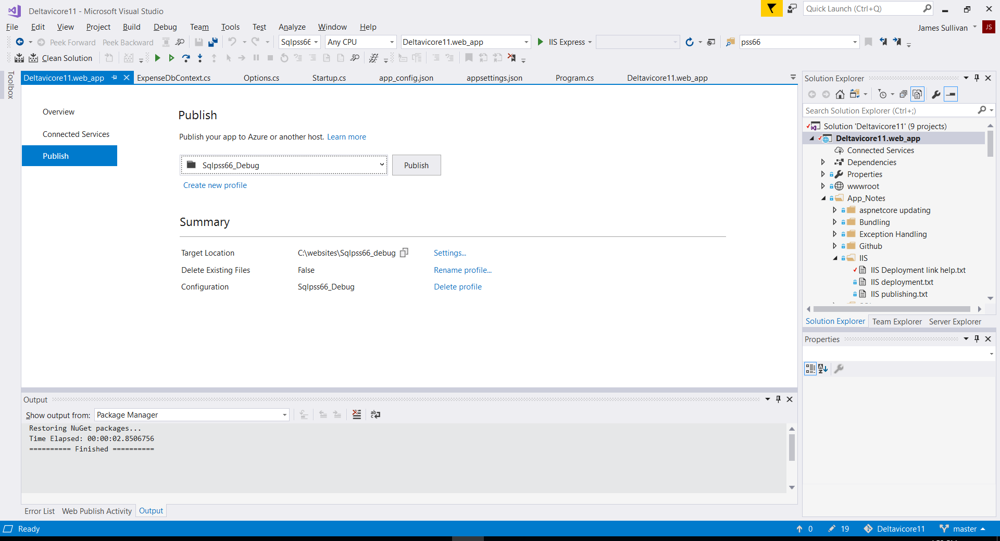 Deltavicore11 - Microsoft Visual Studio
Quick Launch (Ctrl+Q)
File Edit View Project Build Debug Team Tools Test Analyze Window Help
James Sullivan JS
Peek Forward Peek Backward Sqlpss66 Any CPU Deltavicore11.web_app IIS Express pss66
Clean Solution
Toolbox
Deltavicore11.web_app ExpenseDbContext.cs Options.cs Startup.cs app_config.json appsettings.json Program.cs Deltavicore11.web_app
Overview
Connected Services
Publish
Publish
Publish your app to Azure or another host. Learn more
Sqlpss66_Debug Publish
Create new profile
Summary
Target Location C:\websites\Sqlpss66_debug Settings...
Delete Existing Files False Rename profile...
Configuration Sqlpss66_Debug Delete profile
Output
Show output from: Package Manager
Restoring NuGet packages...
Time Elapsed: 00:00:02.8506756
========== Finished ==========
Error List Web Publish Activity Output
Solution Explorer
Search Solution Explorer (Ctrl+;)
Solution 'Deltavicore11' (9 projects)
Deltavicore11.web_app
Connected Services
Dependencies
Properties
wwwroot
App_Notes
aspnetcore updating
Bundling
Exception Handling
Github
IIS
IIS Deployment link help.txt
IIS deployment.txt
IIS publishing.txt
Solution Explorer Team Explorer Server Explorer
Properties
Ready 0 19 Deltavicore11 master